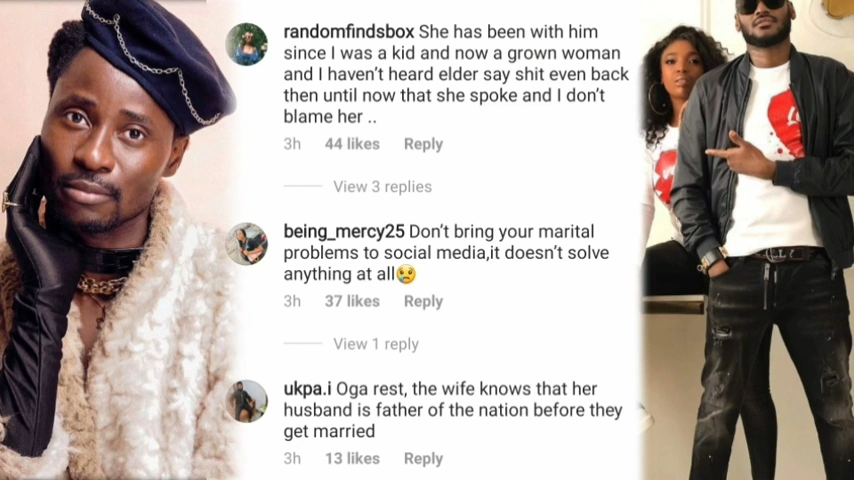 randomfindsbox She has been with him
since I was a kid and now a grown woman
and I haven't heard elder say shit even back
then until now that she spoke and I don't
blame her ..
3h 44 likes Reply
View 3 replies
being_mercy25 Don't bring your marital
problems to social media,it doesn't solve
anything at all😢
3h 37 likes Reply
View 1 reply
ukpa.i Oga rest, the wife knows that her
husband is father of the nation before they
get married
3h 13 likes Reply